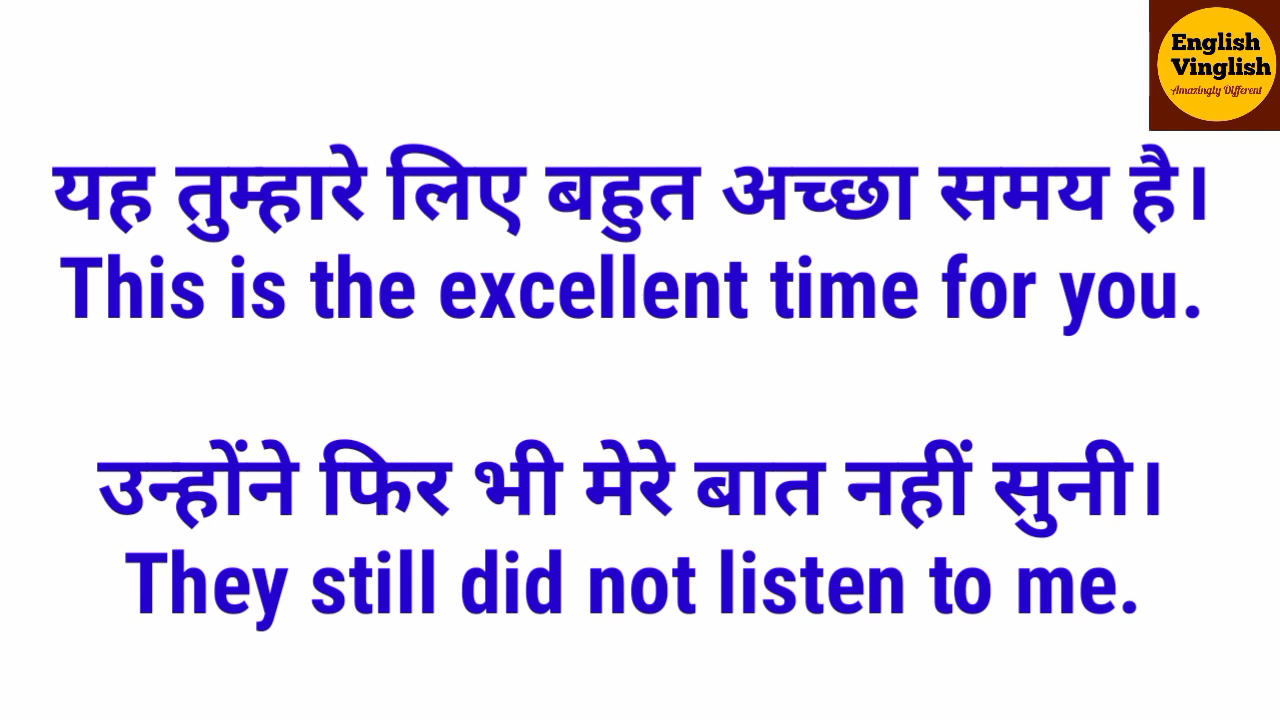 English
Vinglish
Amazingly Different
यह तुम्हारे लिए बहुत अच्छा समय है।
This is the excellent time for you.
उन्होंने फिर भी मेरे बात नहीं सुनी।
They still did not listen to me.